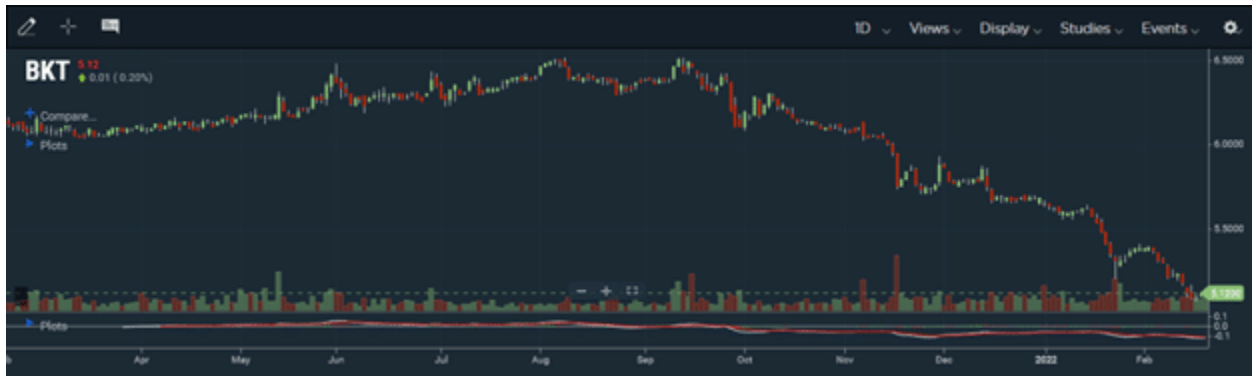 1D Views Display Studies Events
BKT 5.12
0.01 (0.20%)
Compare...
Plots
6.5000
6.0000
5.5000
5.1200
Plots
0.1
0.0
-0.1
Apr May Jun Jul Aug Sep Oct Nov Dec 2022 Feb